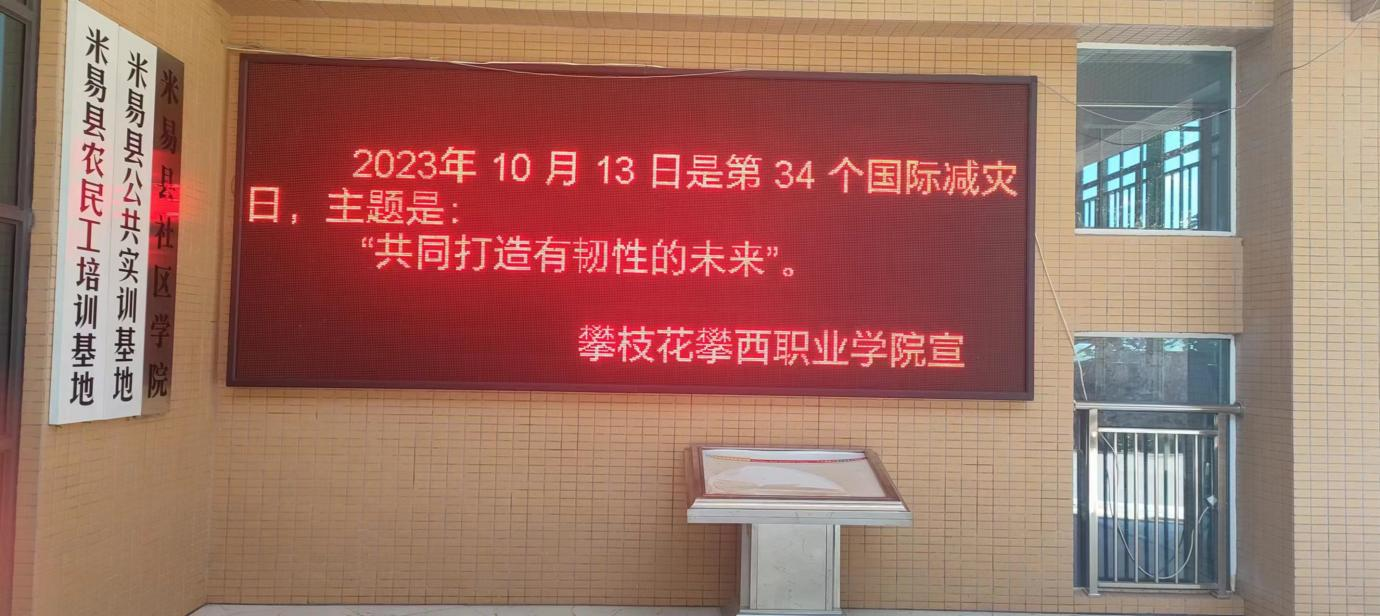 米易县农民工培训基地
米易县公共实训基地
米易县社区学院
2023年 10 月 13 日是第 34 个国际减灾
日，主题是：
“共同打造有韧性的未来”。
攀枝花攀西职业学院宣